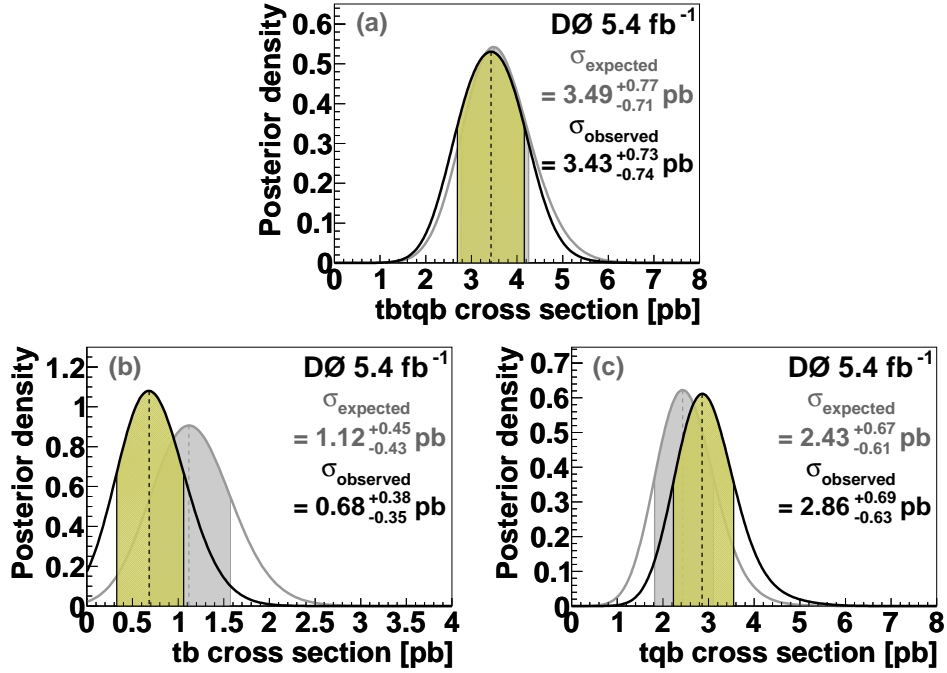 (a)
DØ 5.4 fb⁻¹
σexpected
= 3.49 +0.77 -0.71 pb
σobserved
= 3.43 +0.73 -0.74 pb
Posterior density
0.6
0.5
0.4
0.3
0.2
0.1
0
0 1 2 3 4 5 6 7 8
tbtqb cross section [pb]
(b)
DØ 5.4 fb⁻¹
σexpected
= 1.12 +0.45 -0.43 pb
σobserved
= 0.68 +0.38 -0.35 pb
Posterior density
1.2
1
0.8
0.6
0.4
0.2
0
0 0.5 1 1.5 2 2.5 3 3.5 4
tb cross section [pb]
(c)
DØ 5.4 fb⁻¹
σexpected
= 2.43 +0.67 -0.61 pb
σobserved
= 2.86 +0.69 -0.63 pb
Posterior density
0.7
0.6
0.5
0.4
0.3
0.2
0.1
0
0 1 2 3 4 5 6 7 8
tqb cross section [pb]